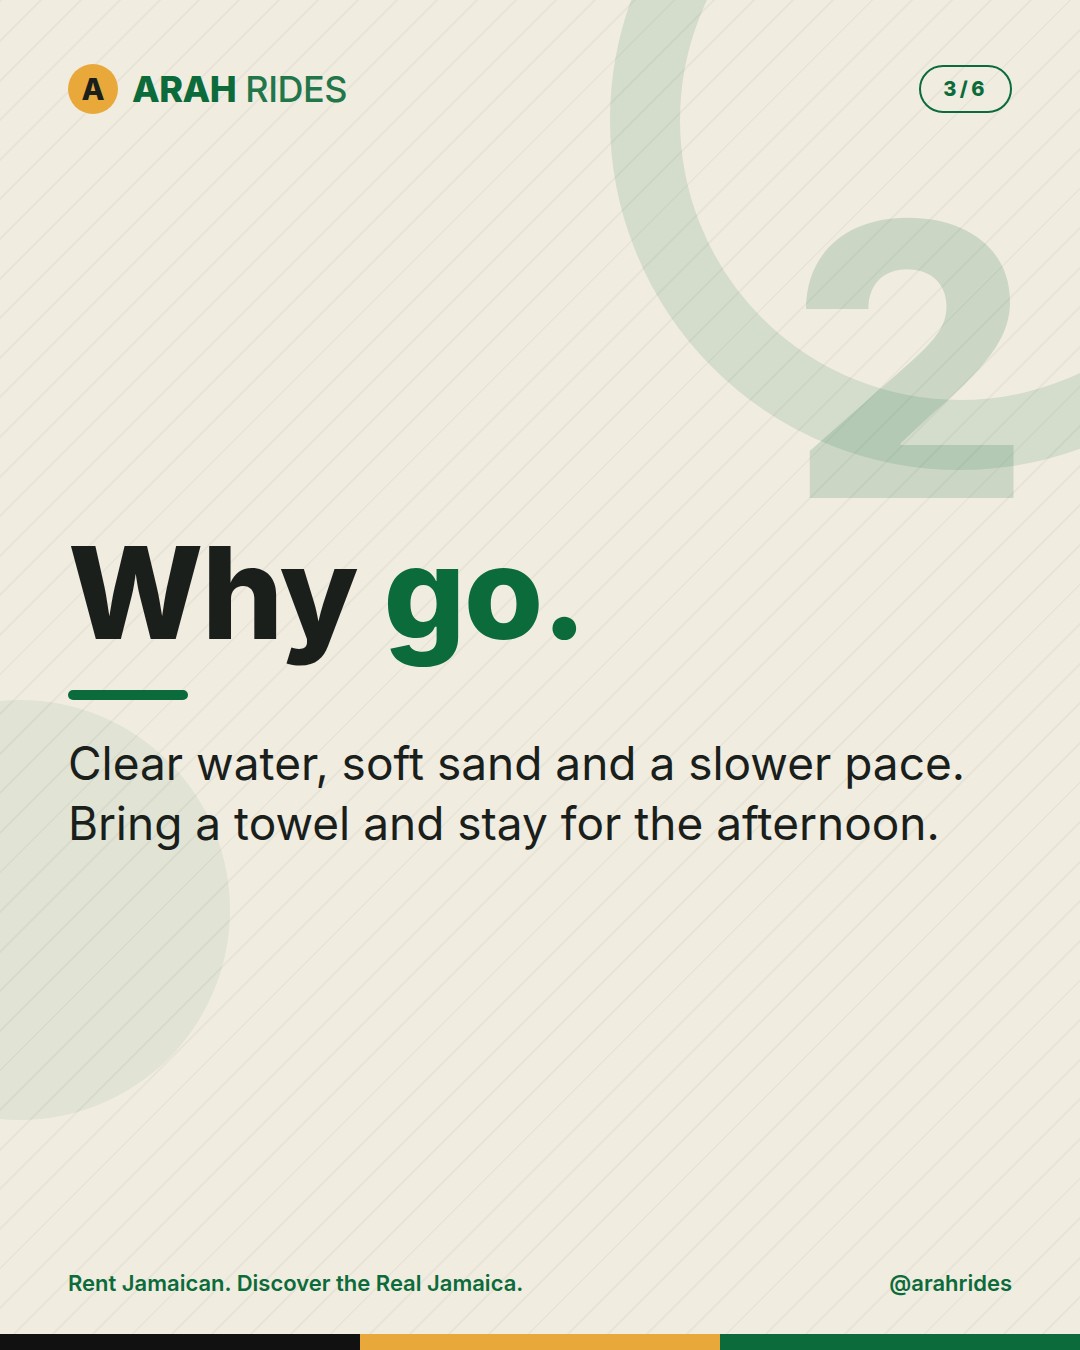 A ARAH RIDES
3/6
2
Why go.
Clear water, soft sand and a slower pace.
Bring a towel and stay for the afternoon.
Rent Jamaican. Discover the Real Jamaica.
@arahrides